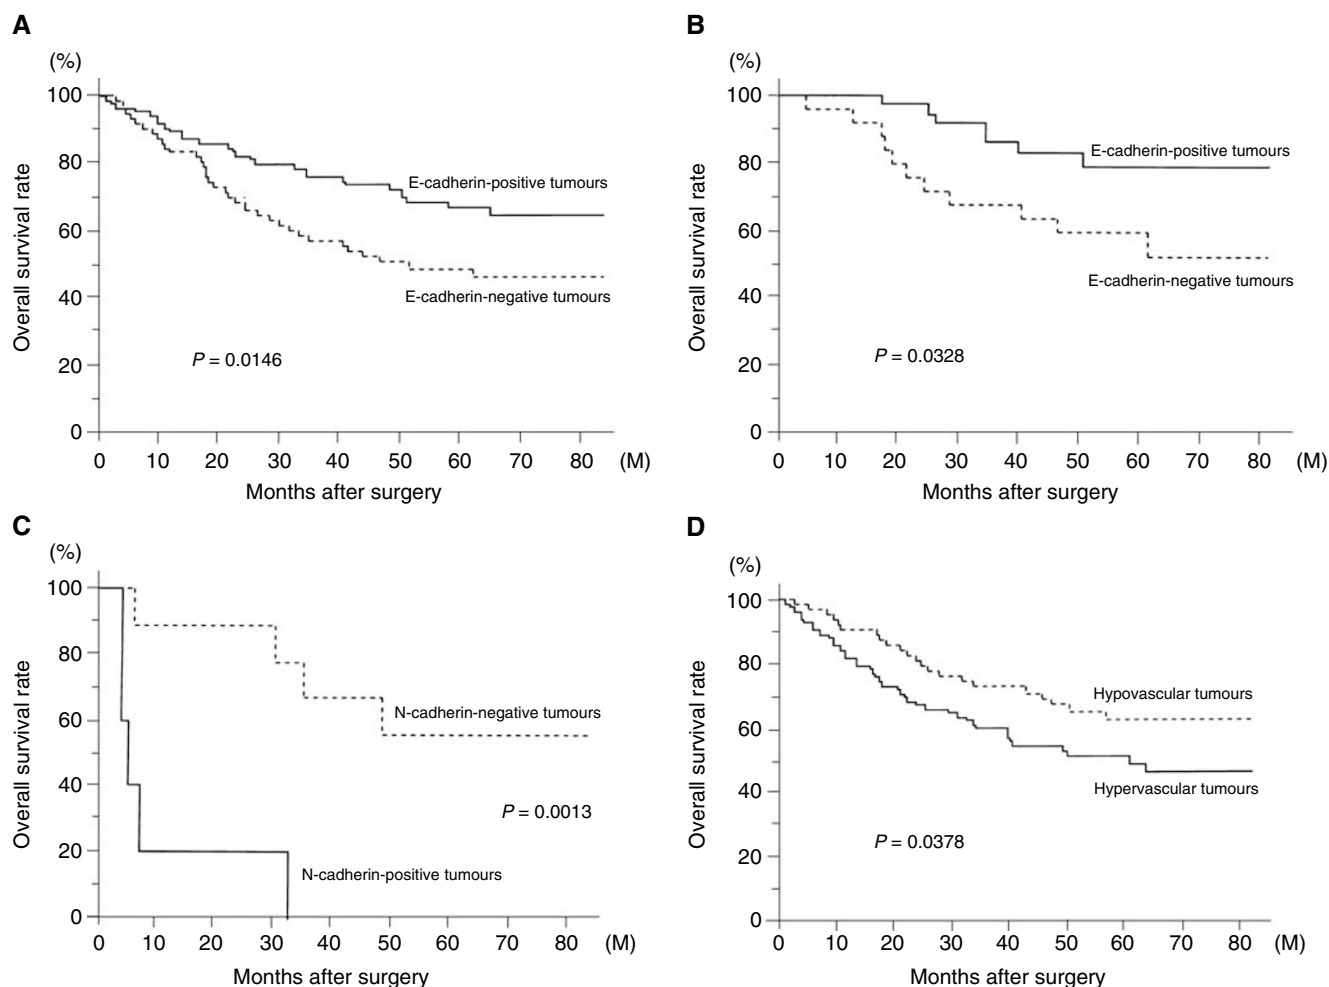 A
(%)
100
80
60
40
20
0
Overall survival rate
E-cadherin-positive tumours
E-cadherin-negative tumours
P = 0.0146
0 10 20 30 40 50 60 70 80 (M)
Months after surgery
B
(%)
100
80
60
40
20
0
Overall survival rate
E-cadherin-positive tumours
E-cadherin-negative tumours
P = 0.0328
0 10 20 30 40 50 60 70 80 (M)
Months after surgery
C
(%)
100
80
60
40
20
0
Overall survival rate
N-cadherin-negative tumours
P = 0.0013
N-cadherin-positive tumours
0 10 20 30 40 50 60 70 80 (M)
Months after surgery
D
(%)
100
80
60
40
20
0
Overall survival rate
Hypovascular tumours
Hypervascular tumours
P = 0.0378
0 10 20 30 40 50 60 70 80 (M)
Months after surgery